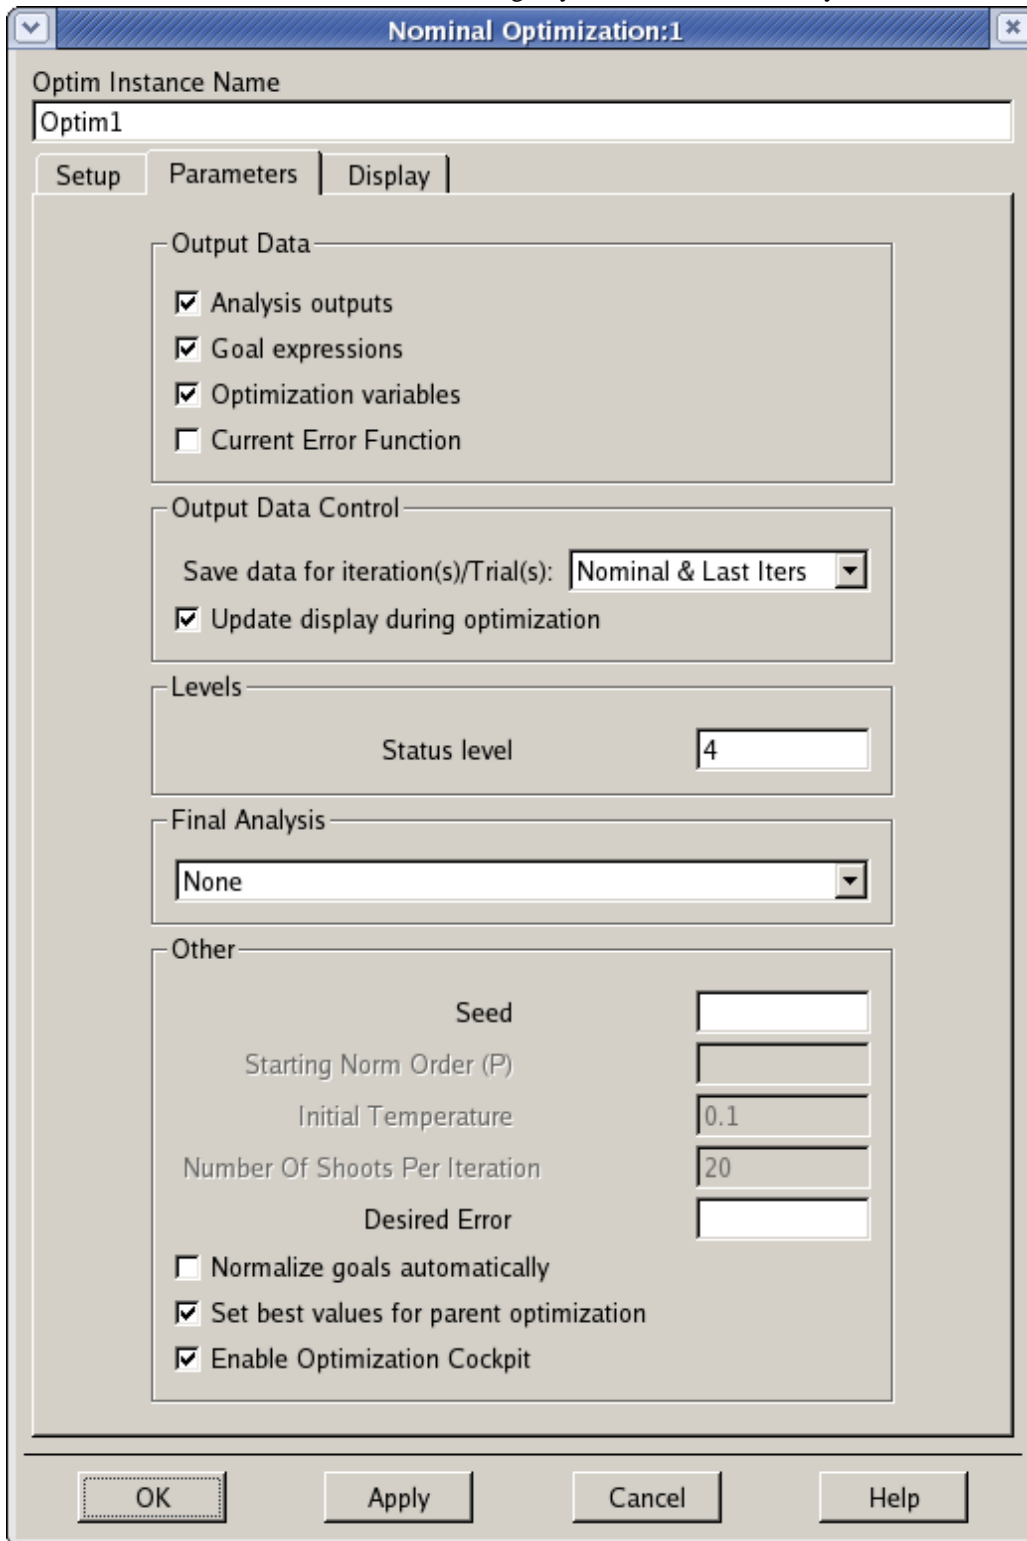 Nominal Optimization:1
Optim Instance Name
Optim1
Setup Parameters Display
Output Data
Analysis outputs
Goal expressions
Optimization variables
Current Error Function
Output Data Control
Save data for iteration(s)/Trial(s): Nominal & Last Iters
Update display during optimization
Levels
Status level 4
Final Analysis
None
Other
Seed
Starting Norm Order (P)
Initial Temperature 0.1
Number Of Shoots Per Iteration 20
Desired Error
Normalize goals automatically
Set best values for parent optimization
Enable Optimization Cockpit
OK Apply Cancel Help